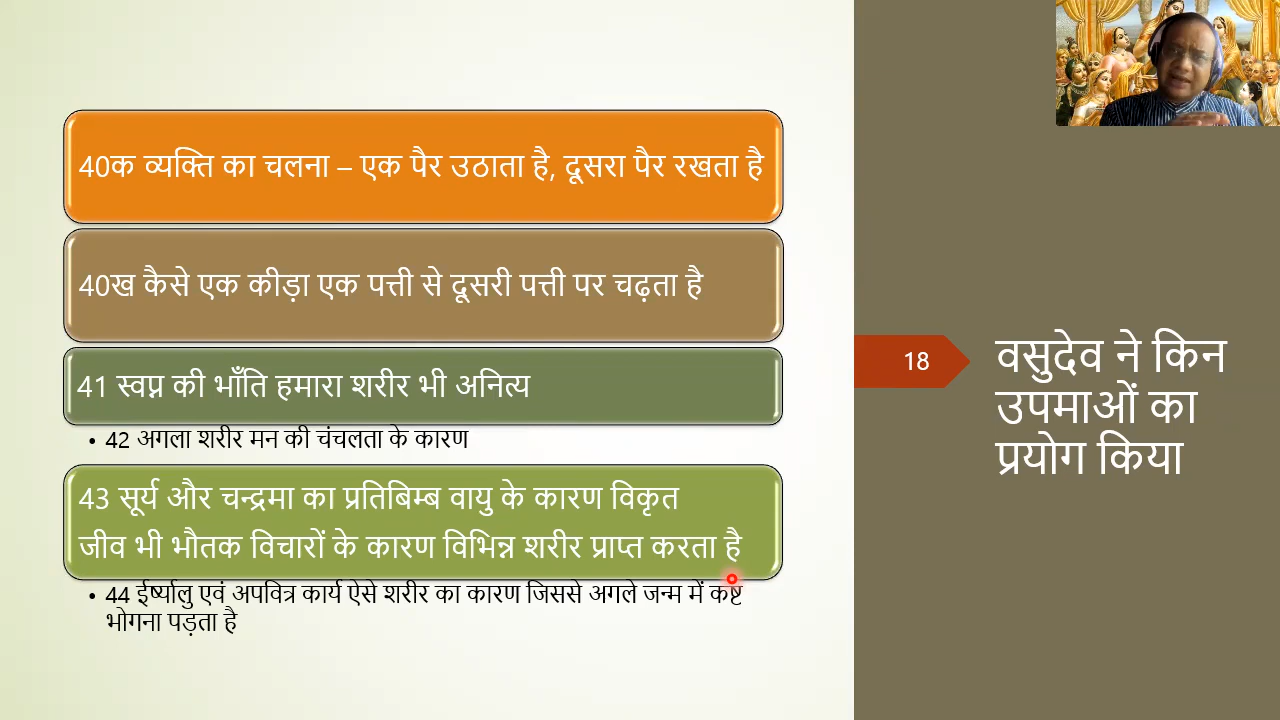 40क व्यक्ति का चलना – एक पैर उठाता है, दूसरा पैर रखता है
40ख कैसे एक कीड़ा एक पत्ती से दूसरी पत्ती पर चढ़ता है
41 स्वप्न की भाँति हमारा शरीर भी अनित्य
• 42 अगला शरीर मन की चंचलता के कारण
43 सूर्य और चन्द्रमा का प्रतिबिम्ब वायु के कारण विकृत
जीव भी भौतक विचारों के कारण विभिन्न शरीर प्राप्त करता है
• 44 ईर्ष्यालु एवं अपवित्र कार्य ऐसे शरीर का कारण जिससे अगले जन्म में कष्ट
भोगना पड़ता है
18
वसुदेव ने किन
उपमाओं का
प्रयोग किया